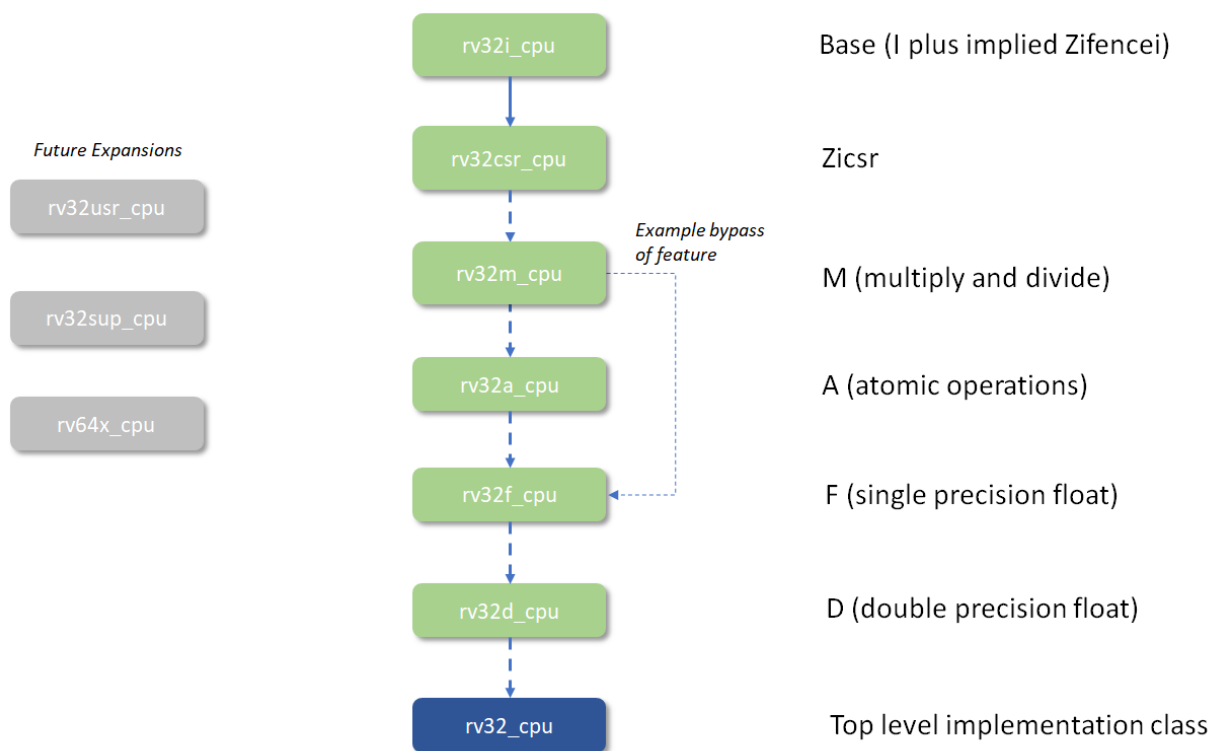 rv32i_cpu
Base (I plus implied Zifencei)
Future Expansions
rv32csr_cpu
Zicsr
rv32usr_cpu
Example bypass
of feature
rv32m_cpu
M (multiply and divide)
rv32sup_cpu
rv32a_cpu
A (atomic operations)
rv64x_cpu
rv32f_cpu
F (single precision float)
rv32d_cpu
D (double precision float)
rv32_cpu
Top level implementation class